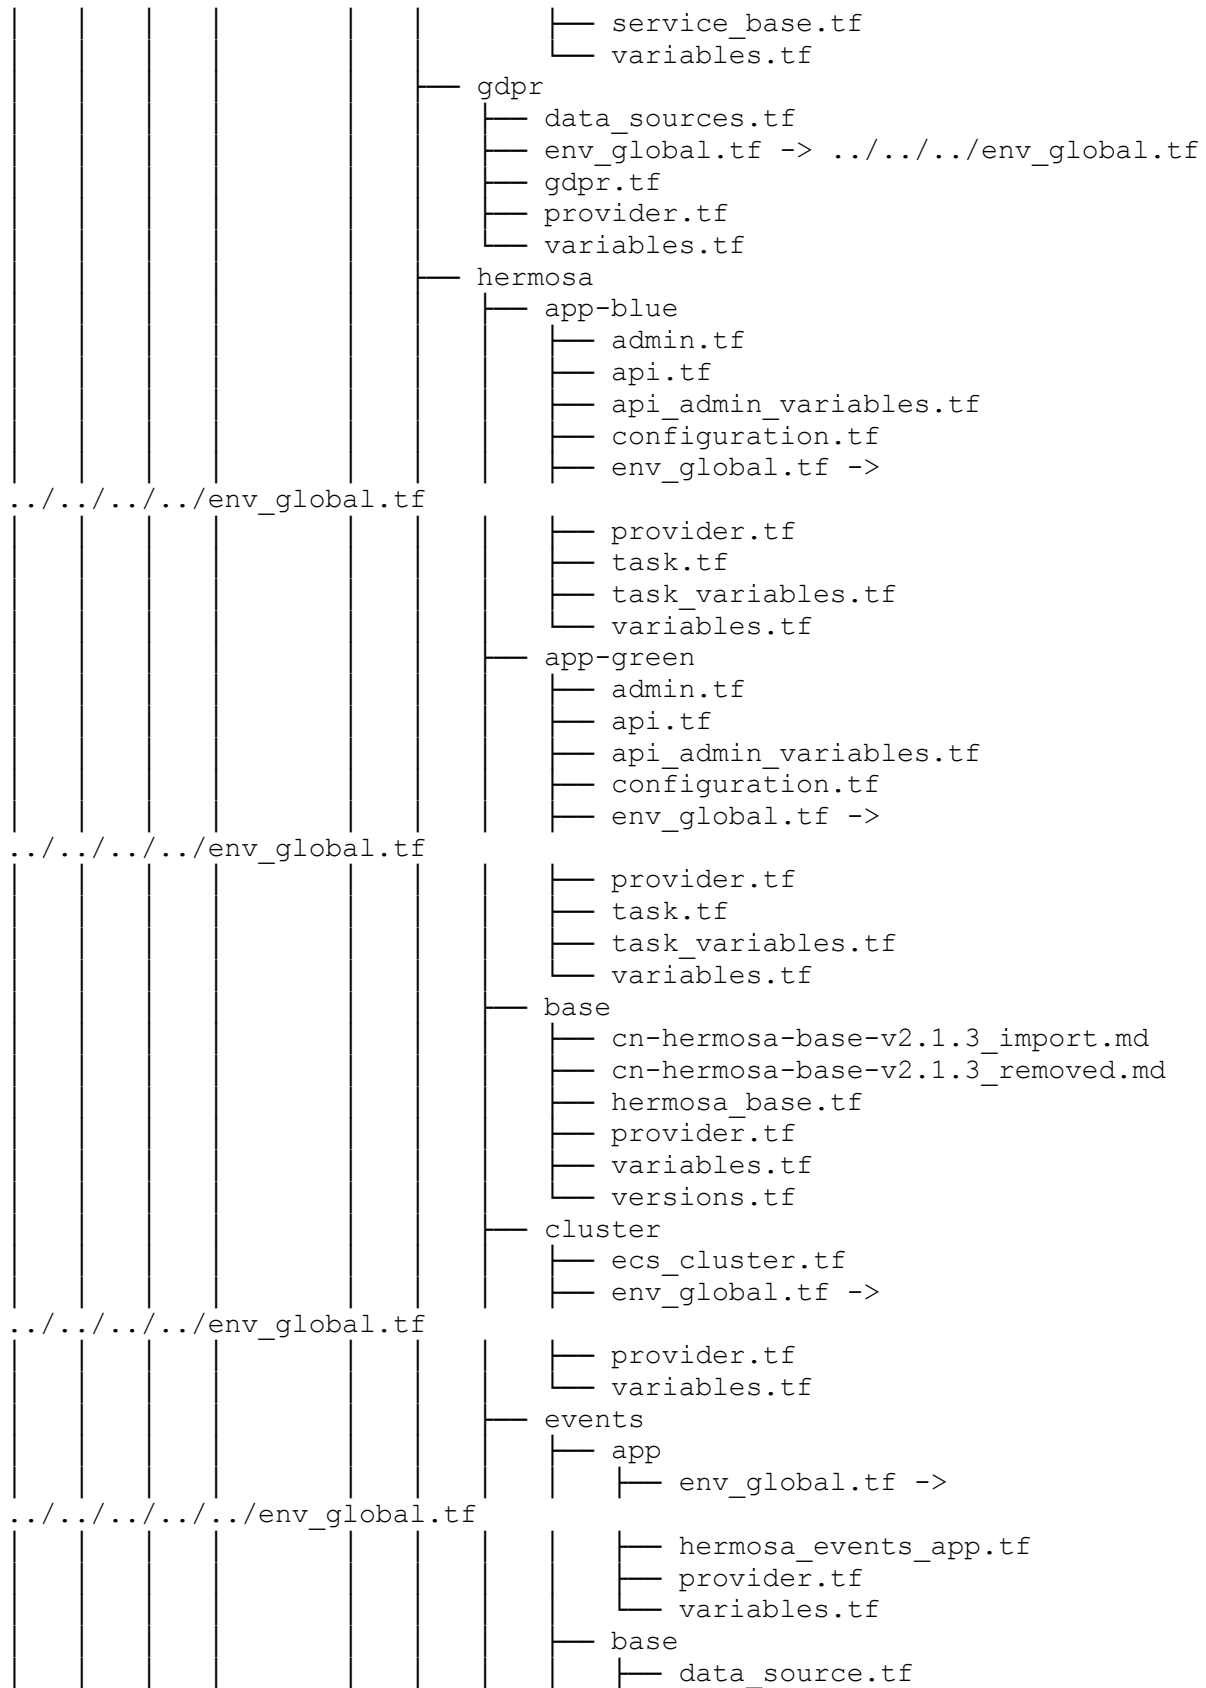 │   │   │   │       │   │       ├── service_base.tf
│   │   │   │       │   │       └── variables.tf
│   │   │   │       │   ├── gdpr
│   │   │   │       │   │   ├── data_sources.tf
│   │   │   │       │   │   ├── env_global.tf -> ../../../env_global.tf
│   │   │   │       │   │   ├── gdpr.tf
│   │   │   │       │   │   ├── provider.tf
│   │   │   │       │   │   └── variables.tf
│   │   │   │       │   ├── hermosa
│   │   │   │       │   │   ├── app-blue
│   │   │   │       │   │   │   ├── admin.tf
│   │   │   │       │   │   │   ├── api.tf
│   │   │   │       │   │   │   ├── api_admin_variables.tf
│   │   │   │       │   │   │   ├── configuration.tf
│   │   │   │       │   │   │   ├── env_global.tf ->
../../../../env_global.tf
│   │   │   │       │   │   │   ├── provider.tf
│   │   │   │       │   │   │   ├── task.tf
│   │   │   │       │   │   │   ├── task_variables.tf
│   │   │   │       │   │   │   └── variables.tf
│   │   │   │       │   │   ├── app-green
│   │   │   │       │   │   │   ├── admin.tf
│   │   │   │       │   │   │   ├── api.tf
│   │   │   │       │   │   │   ├── api_admin_variables.tf
│   │   │   │       │   │   │   ├── configuration.tf
│   │   │   │       │   │   │   ├── env_global.tf ->
../../../../env_global.tf
│   │   │   │       │   │   │   ├── provider.tf
│   │   │   │       │   │   │   ├── task.tf
│   │   │   │       │   │   │   ├── task_variables.tf
│   │   │   │       │   │   │   └── variables.tf
│   │   │   │       │   │   ├── base
│   │   │   │       │   │   │   ├── cn-hermosa-base-v2.1.3_import.md
│   │   │   │       │   │   │   ├── cn-hermosa-base-v2.1.3_removed.md
│   │   │   │       │   │   │   ├── hermosa_base.tf
│   │   │   │       │   │   │   ├── provider.tf
│   │   │   │       │   │   │   ├── variables.tf
│   │   │   │       │   │   │   └── versions.tf
│   │   │   │       │   │   ├── cluster
│   │   │   │       │   │   │   ├── ecs_cluster.tf
│   │   │   │       │   │   │   ├── env_global.tf ->
../../../../env_global.tf
│   │   │   │       │   │   │   ├── provider.tf
│   │   │   │       │   │   │   └── variables.tf
│   │   │   │       │   │   ├── events
│   │   │   │       │   │   │   ├── app
│   │   │   │       │   │   │   │   ├── env_global.tf ->
../../../../../env_global.tf
│   │   │   │       │   │   │   │   ├── hermosa_events_app.tf
│   │   │   │       │   │   │   │   ├── provider.tf
│   │   │   │       │   │   │   │   └── variables.tf
│   │   │   │       │   │   │   ├── base
│   │   │   │       │   │   │   │   ├── data_source.tf